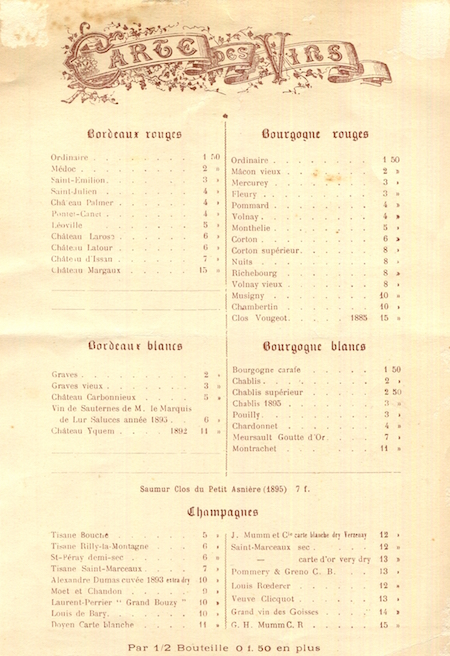 CARTE DES VINS
Bordeaux rouges
Ordinaire . . . . . . . 1 50
Médoc . . . . . . . 2 »
Saint-Emilion . . . . . . 3 »
Saint-Julien . . . . . . 4 »
Château Palmer . . . . . 4 »
Pontet-Canet . . . . . . 4 »
Léoville . . . . . . . 5 »
Château Larose . . . . . 6 »
Château Latour . . . . . 6 »
Château d'Issan . . . . . 7 »
Château Margaux . . . . . 15 »
Bourgogne rouges
Ordinaire . . . . . . . 1 50
Mâcon vieux . . . . . . 2 »
Mercurey . . . . . . . 3 »
Fleury . . . . . . . 3 »
Pommard . . . . . . . 4 »
Volnay . . . . . . . 4 »
Monthelie . . . . . . . 5 »
Corton . . . . . . . 6 »
Corton supérieur . . . . . 8 »
Nuits . . . . . . . 8 »
Richebourg . . . . . . 8 »
Volnay vieux . . . . . . 8 »
Musigny . . . . . . . 10 »
Chambertin . . . . . . 10 »
Clos Vougeot . . . . 1885 15 »
Bordeaux blancs
Graves . . . . . . . 2 »
Graves vieux . . . . . . 3 »
Château Carbonnieux . . . . 5 »
Vin de Sauternes de M. le Marquis
de Lur Saluces année 1895 . . 6 »
Château Yquem . . . 1892 11 »
Bourgogne blancs
Bourgogne carafe . . . . . 1 50
Chablis . . . . . . . 2 »
Chablis supérieur . . . . . 2 50
Chablis 1895 . . . . . . 3 »
Pouilly . . . . . . . 3 »
Chardonnet . . . . . . 4 »
Meursault Goutte d'Or . . . . 7 »
Montrachet . . . . . . 11 »
Saumur Clos du Petit Asnière (1895) 7 f.
Champagnes
Tisane Bouché . . . . . . 5 »
Tisane Rilly-la-Montagne . . . 6 »
St-Péray demi-sec . . . . . 6 »
Tisane Saint-Marceaux . . . . 7 »
Alexandre Dumas cuvée 1893 extra dry 10 »
Moet et Chandon . . . . . 9 »
Laurent-Perrier " Grand Bouzy " . 10 »
Louis de Bary . . . . . . 10 »
Doyen Carte blanche . . . . 11 »
J. Mumm et Cie carte blanche dry Verzenay 12 »
Saint-Marceaux sec . . . . . 12 »
— carte d'or very dry 13 »
Pommery & Greno C. B. . . . 13 »
Louis Rœderer . . . . . 12 »
Veuve Clicquot . . . . . 13 »
Grand vin des Goisses . . . . 14 »
G. H. Mumm C. R . . . . . 15 »
Par 1/2 Bouteille 0 f. 50 en plus